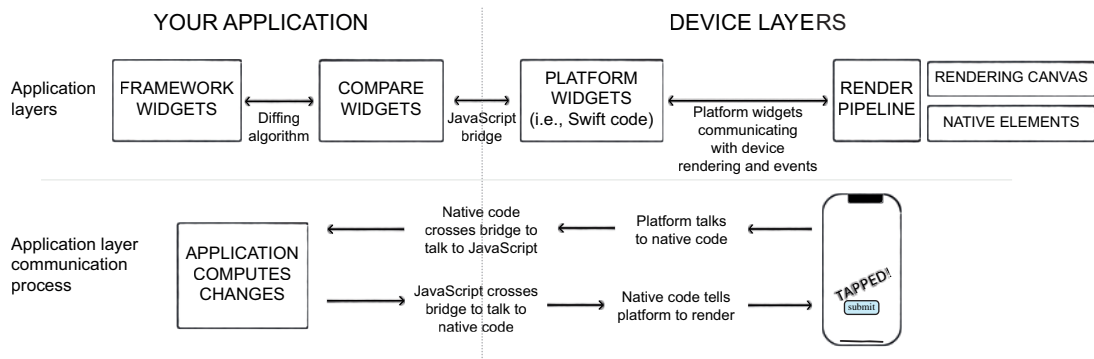 YOUR APPLICATION
DEVICE LAYERS
Application
layers
FRAMEWORK
WIDGETS
Diffing
algorithm
COMPARE
WIDGETS
JavaScript
bridge
PLATFORM
WIDGETS
(i.e., Swift code)
Platform widgets
communicating
with device
rendering and events
RENDER
PIPELINE
RENDERING CANVAS
NATIVE ELEMENTS
Application layer
communication
process
APPLICATION
COMPUTES
CHANGES
Native code
crosses bridge to
talk to JavaScript
Platform talks
to native code
JavaScript crosses
bridge to talk to
native code
Native code tells
platform to render
TAPPED!
submit